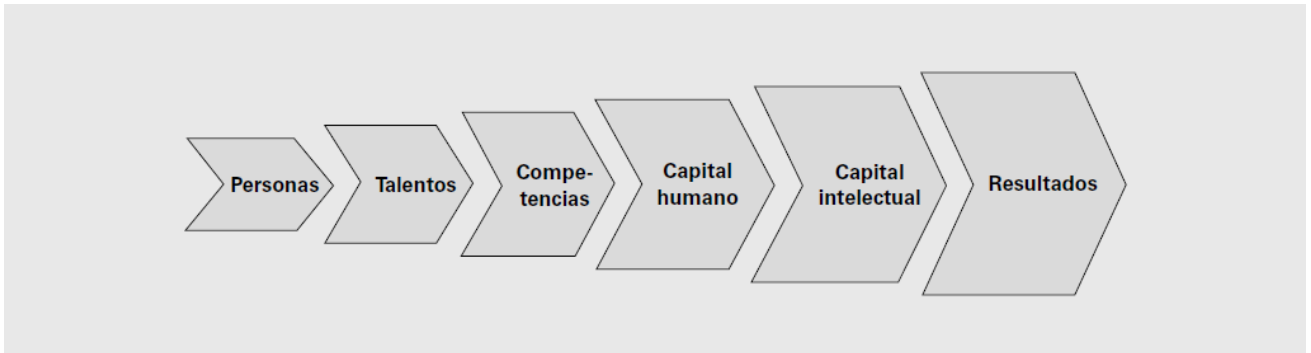 Personas
Talentos
Compe-
tencias
Capital
humano
Capital
intelectual
Resultados